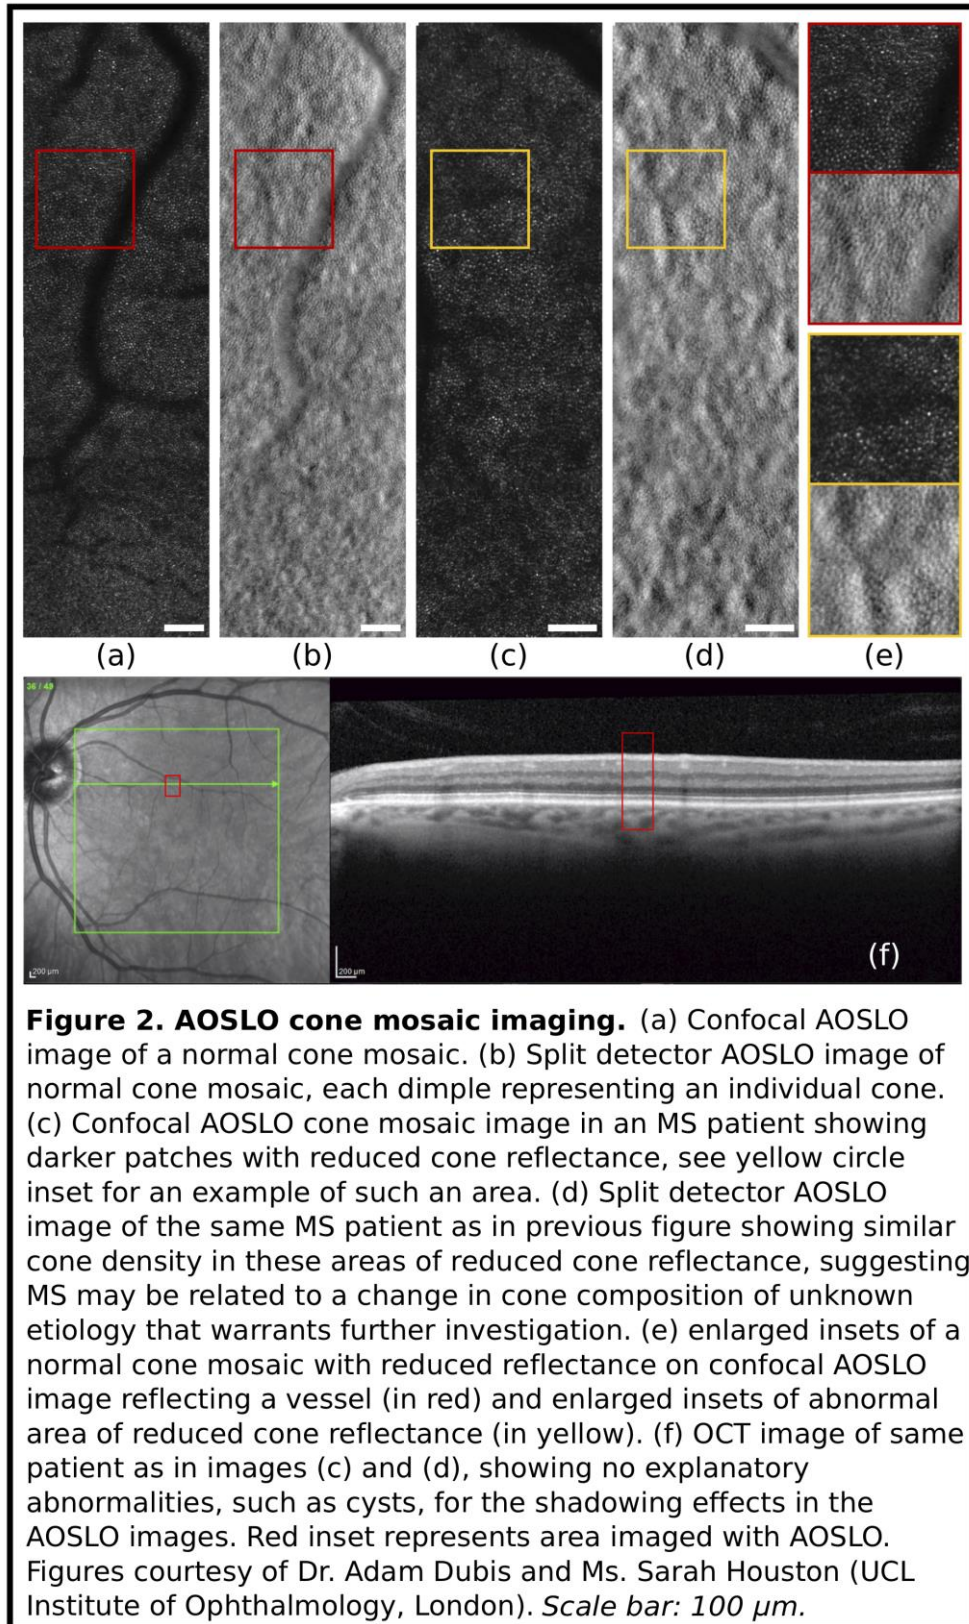 (a)
(b)
(c)
(d)
(e)
36 / 49
200 µm
200 µm
(f)
Figure 2. AOSLO cone mosaic imaging. (a) Confocal AOSLO
image of a normal cone mosaic. (b) Split detector AOSLO image of
normal cone mosaic, each dimple representing an individual cone.
(c) Confocal AOSLO cone mosaic image in an MS patient showing
darker patches with reduced cone reflectance, see yellow circle
inset for an example of such an area. (d) Split detector AOSLO
image of the same MS patient as in previous figure showing similar
cone density in these areas of reduced cone reflectance, suggesting
MS may be related to a change in cone composition of unknown
etiology that warrants further investigation. (e) enlarged insets of a
normal cone mosaic with reduced reflectance on confocal AOSLO
image reflecting a vessel (in red) and enlarged insets of abnormal
area of reduced cone reflectance (in yellow). (f) OCT image of same
patient as in images (c) and (d), showing no explanatory
abnormalities, such as cysts, for the shadowing effects in the
AOSLO images. Red inset represents area imaged with AOSLO.
Figures courtesy of Dr. Adam Dubis and Ms. Sarah Houston (UCL
Institute of Ophthalmology, London). Scale bar: 100 µm.